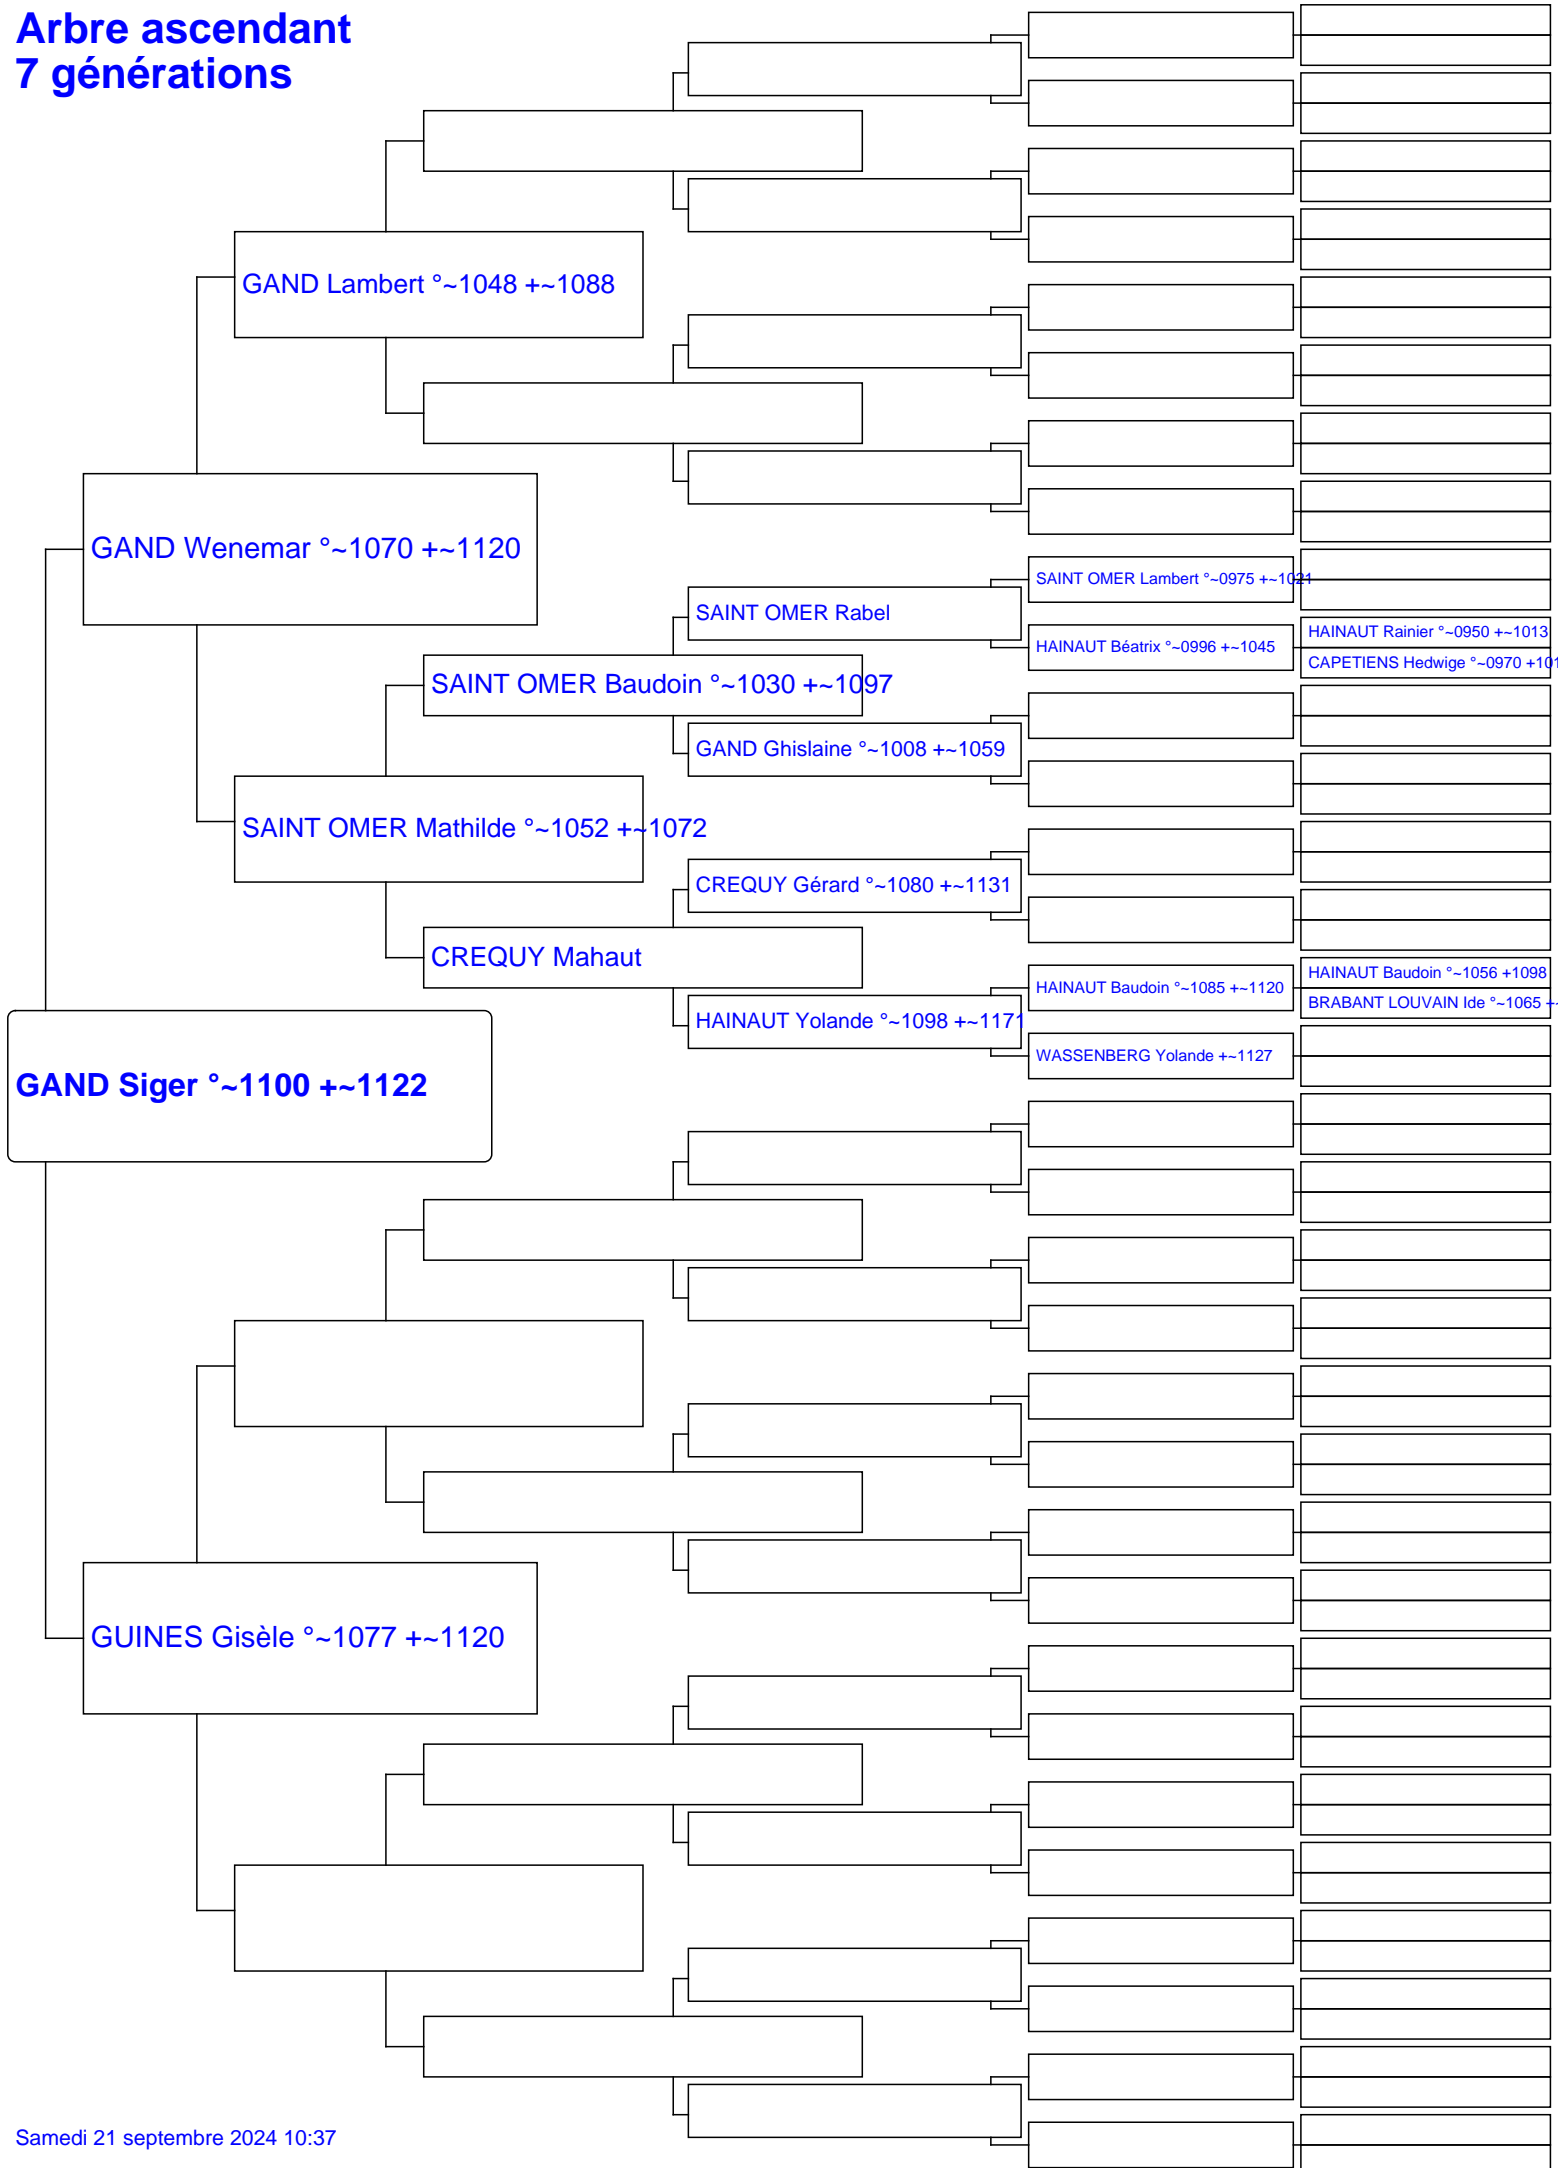 Arbre ascendant
7 générations
GAND Lambert °~1048 +~1088
GAND Wenemar °~1070 +~1120
SAINT OMER Lambert °~0975 +~1021
SAINT OMER Rabel
HAINAUT Rainier °~0950 +~1013
HAINAUT Béatrix °~0996 +~1045
CAPETIENS Hedwige °~0970 +101
SAINT OMER Baudoin °~1030 +~1097
GAND Ghislaine °~1008 +~1059
SAINT OMER Mathilde °~1052 +~1072
CREQUY Gérard °~1080 +~1131
CREQUY Mahaut
HAINAUT Baudoin °~1056 +1098
HAINAUT Baudoin °~1085 +~1120
BRABANT LOUVAIN Ide °~1065 +~
HAINAUT Yolande °~1098 +~1171
WASSENBERG Yolande +~1127
GAND Siger °~1100 +~1122
GUINES Gisèle °~1077 +~1120
Samedi 21 septembre 2024 10:37